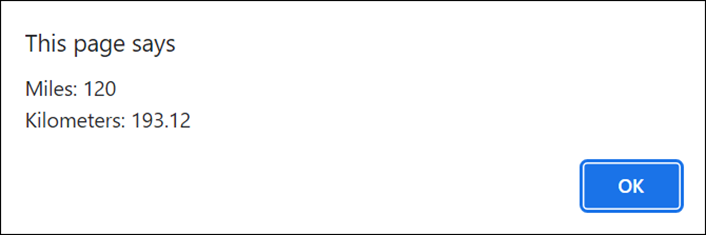 This page says
Miles: 120
Kilometers: 193.12
OK